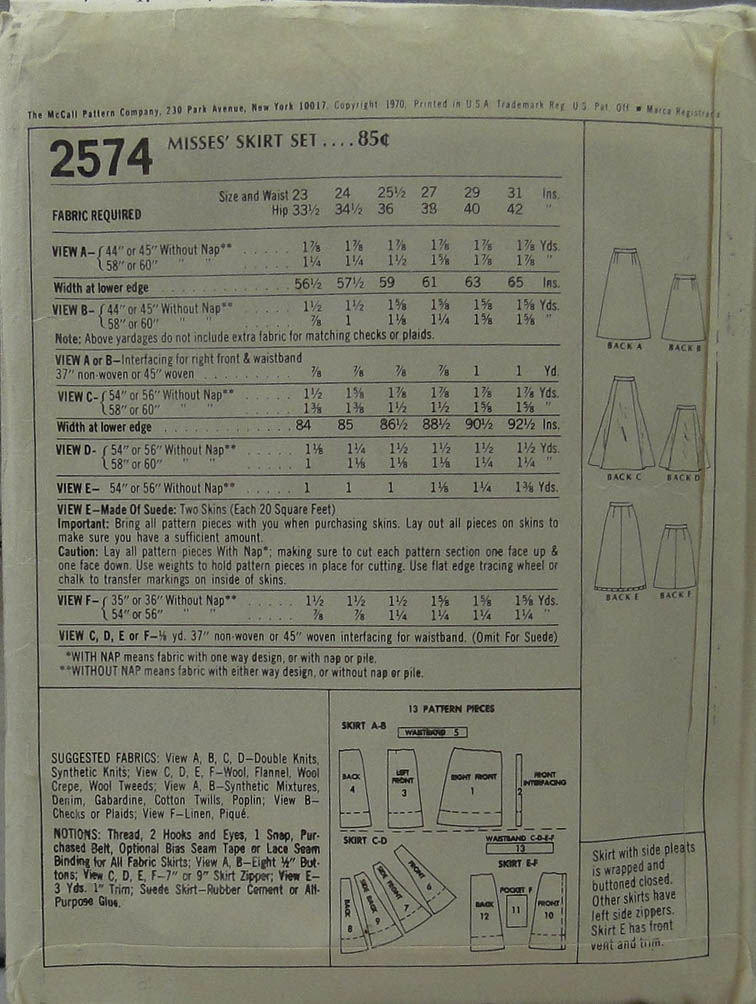 The McCall Pattern Company, 230 Park Avenue, New York 10017. Copyright 1970, Printed in U.S.A. Trademark Reg. U.S. Pat. Off. ■ Marca Registrada
2574 MISSES' SKIRT SET .... 85¢
Size and Waist 23 24 25½ 27 29 31 Ins.
FABRIC REQUIRED Hip 33½ 34½ 36 38 40 42 "
VIEW A– { 44" or 45" Without Nap** ..... 1⅞ 1⅞ 1⅞ 1⅞ 1⅞ 1⅞ Yds.
58" or 60" " " ..... 1¼ 1¼ 1½ 1⅝ 1⅞ 1⅞ "
Width at lower edge ............ 56½ 57½ 59 61 63 65 Ins.
VIEW B– { 44" or 45" Without Nap** ..... 1½ 1½ 1⅝ 1⅝ 1⅝ 1⅝ Yds.
58" or 60" " " ..... ⅞ 1 1⅛ 1¼ 1⅝ 1⅝ "
Note: Above yardages do not include extra fabric for matching checks or plaids.
VIEW A or B–Interfacing for right front & waistband
37" non-woven or 45" woven ......... ⅞ ⅞ ⅞ ⅞ 1 1 Yd.
VIEW C– { 54" or 56" Without Nap** ..... 1½ 1⅝ 1⅞ 1⅞ 1⅞ 1⅞ Yds.
58" or 60" " " ..... 1⅜ 1⅜ 1½ 1½ 1⅝ 1⅝ "
Width at lower edge ............ 84 85 86½ 88½ 90½ 92½ Ins.
VIEW D- { 54" or 56" Without Nap** ..... 1⅛ 1¼ 1½ 1½ 1½ 1½ Yds.
58" or 60" " " ..... 1 1⅛ 1⅛ 1⅛ 1¼ 1¼ "
VIEW E– 54" or 56" Without Nap** ..... 1 1 1 1⅛ 1¼ 1⅜ Yds.
VIEW E–Made Of Suede: Two Skins (Each 20 Square Feet)
Important: Bring all pattern pieces with you when purchasing skins. Lay out all pieces on skins to
make sure you have a sufficient amount.
Caution: Lay all pattern pieces With Nap*; making sure to cut each pattern section one face up &
one face down. Use weights to hold pattern pieces in place for cutting. Use flat edge tracing wheel or
chalk to transfer markings on inside of skins.
VIEW F– { 35" or 36" Without Nap** ..... 1½ 1½ 1½ 1⅝ 1⅝ 1⅝ Yds.
54" or 56" " " ..... ⅞ ⅞ 1¼ 1¼ 1¼ 1¼ "
VIEW C, D, E or F–⅛ yd. 37" non-woven or 45" woven interfacing for waistband. (Omit For Suede)
*WITH NAP means fabric with one way design, or with nap or pile.
**WITHOUT NAP means fabric with either way design, or without nap or pile.
BACK A
BACK B
BACK C
BACK D
BACK E
BACK F
SUGGESTED FABRICS: View A, B, C, D–Double Knits,
Synthetic Knits; View C, D, E, F–Wool, Flannel, Wool
Crepe, Wool Tweeds; View A, B–Synthetic Mixtures,
Denim, Gabardine, Cotton Twills, Poplin; View B–
Checks or Plaids; View F–Linen, Piqué.
NOTIONS: Thread, 2 Hooks and Eyes, 1 Snap, Pur-
chased Belt, Optional Bias Seam Tape or Lace Seam
Binding for All Fabric Skirts; View A, B–Eight ½" But-
tons; View C, D, E, F–7" or 9" Skirt Zipper; View E–
3 Yds. 1" Trim; Suede Skirt–Rubber Cement or All-
Purpose Glue.
13 PATTERN PIECES
SKIRT A-B
WAISTBAND 5
BACK
4
LEFT
FRONT
3
RIGHT FRONT
1
2
FRONT
INTERFACING
SKIRT C-D
BACK
8
SIDE BACK
9
SIDE FRONT
7
FRONT
6
WAISTBAND C-D-E-F
13
SKIRT E-F
BACK
12
POCKET F
11
FRONT
10
Skirt with side pleats
is wrapped and
buttoned closed.
Other skirts have
left side zippers.
Skirt E has front
vent and trim.